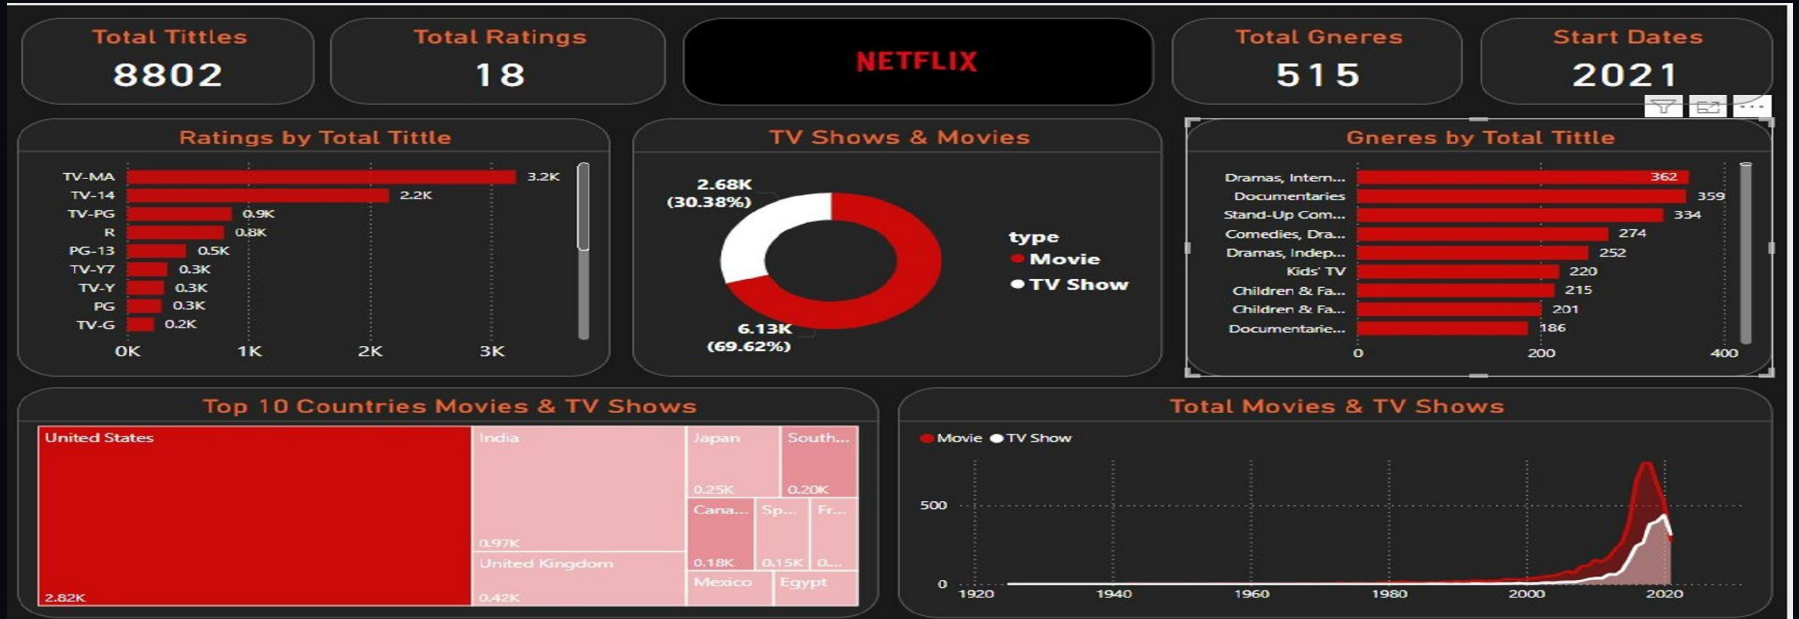 Total Tittles
8802
Total Ratings
18
NETFLIX
Total Gneres
515
Start Dates
2021
Ratings by Total Tittle
TV-MA 3.2K
TV-14 2.2K
TV-PG 0.9K
R 0.8K
PG-13 0.5K
TV-Y7 0.3K
TV-Y 0.3K
PG 0.3K
TV-G 0.2K
0K 1K 2K 3K
TV Shows & Movies
2.68K
(30.38%)
6.13K
(69.62%)
type
Movie
TV Show
Gneres by Total Tittle
Dramas, Intern... 362
Documentaries 359
Stand-Up Com... 334
Comedies, Dra... 274
Dramas, Indep... 252
Kids' TV 220
Children & Fa... 215
Children & Fa... 201
Documentarie... 186
0 200 400
Top 10 Countries Movies & TV Shows
United States
2.82K
India
0.97K
United Kingdom
0.42K
Japan
0.25K
South...
0.20K
Cana...
0.18K
Sp...
0.15K
Fr...
0....
Mexico
Egypt
Total Movies & TV Shows
Movie TV Show
500
0
1920 1940 1960 1980 2000 2020